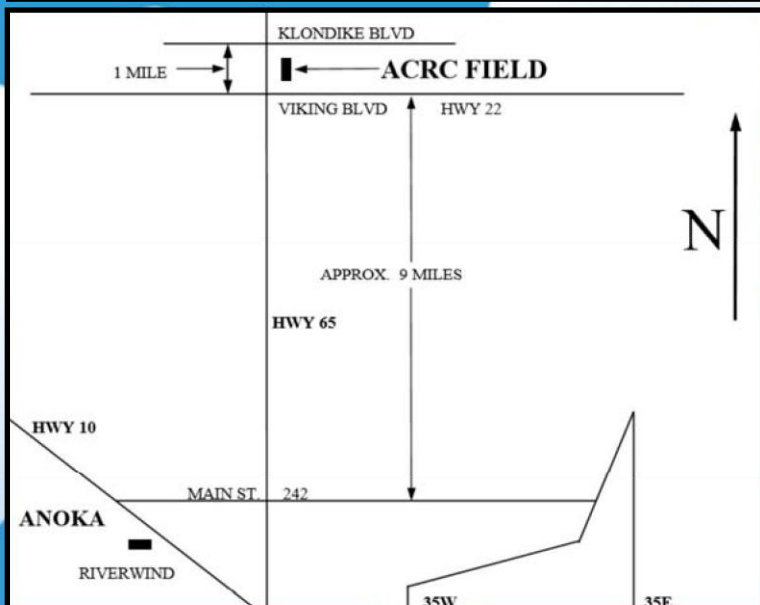 KLONDIKE BLVD
1 MILE
ACRC FIELD
VIKING BLVD HWY 22
N
APPROX. 9 MILES
HWY 65
HWY 10
MAIN ST. 242
ANOKA
RIVERWIND
35W
35E